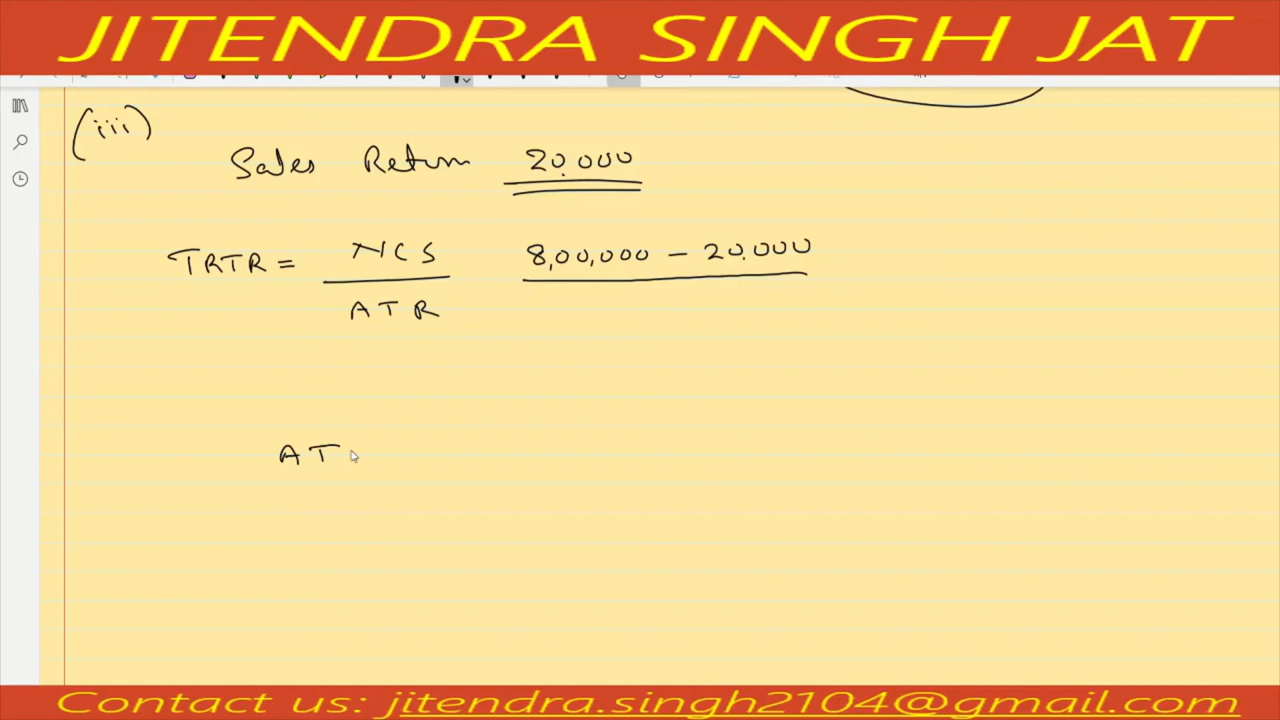 JITENDRA SINGH JAT
(iii)
Sales Return 20.000
TRTR = NCS 8,00,000 - 20.000
ATR
AT
Contact us: jitendra.singh2104@gmail.com